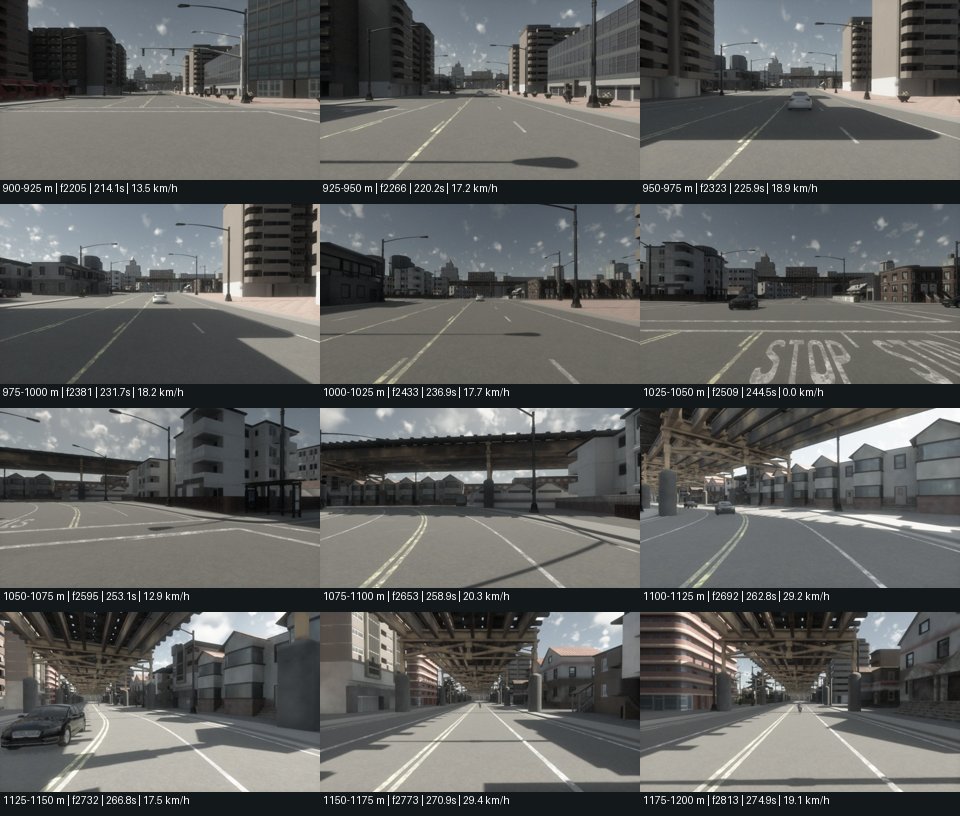 900-925 m | f2205 | 214.1s | 13.5 km/h
925-950 m | f2266 | 220.2s | 17.2 km/h
950-975 m | f2323 | 225.9s | 18.9 km/h
975-1000 m | f2381 | 231.7s | 18.2 km/h
1000-1025 m | f2433 | 236.9s | 17.7 km/h
STOP
1025-1050 m | f2509 | 244.5s | 0.0 km/h
1050-1075 m | f2595 | 253.1s | 12.9 km/h
1075-1100 m | f2653 | 258.9s | 20.3 km/h
1100-1125 m | f2692 | 262.8s | 29.2 km/h
1125-1150 m | f2732 | 266.8s | 17.5 km/h
1150-1175 m | f2773 | 270.9s | 29.4 km/h
1175-1200 m | f2813 | 274.9s | 19.1 km/h